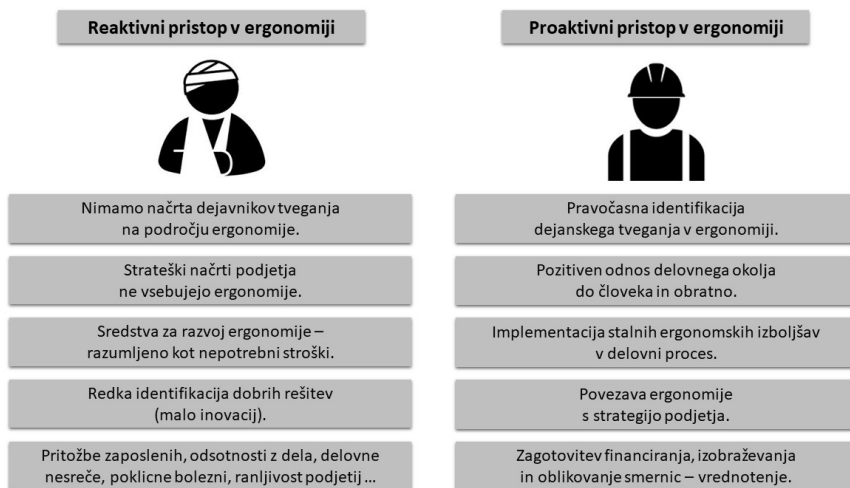 Reaktivni pristop v ergonomiji
Nimamo načrta dejavnikov tveganja
na področju ergonomije.
Strateški načrti podjetja
ne vsebujejo ergonomije.
Sredstva za razvoj ergonomije –
razumljeno kot nepotrebni stroški.
Redka identifikacija dobrih rešitev
(malo inovacij).
Pritožbe zaposlenih, odsotnosti z dela, delovne
nesreče, poklicne bolezni, ranljivost podjetij ...
Proaktivni pristop v ergonomiji
Pravočasna identifikacija
dejanskega tveganja v ergonomiji.
Pozitiven odnos delovnega okolja
do človeka in obratno.
Implementacija stalnih ergonomskih izboljšav
v delovni proces.
Povezava ergonomije
s strategijo podjetja.
Zagotovitev financiranja, izobraževanja
in oblikovanje smernic – vrednotenje.